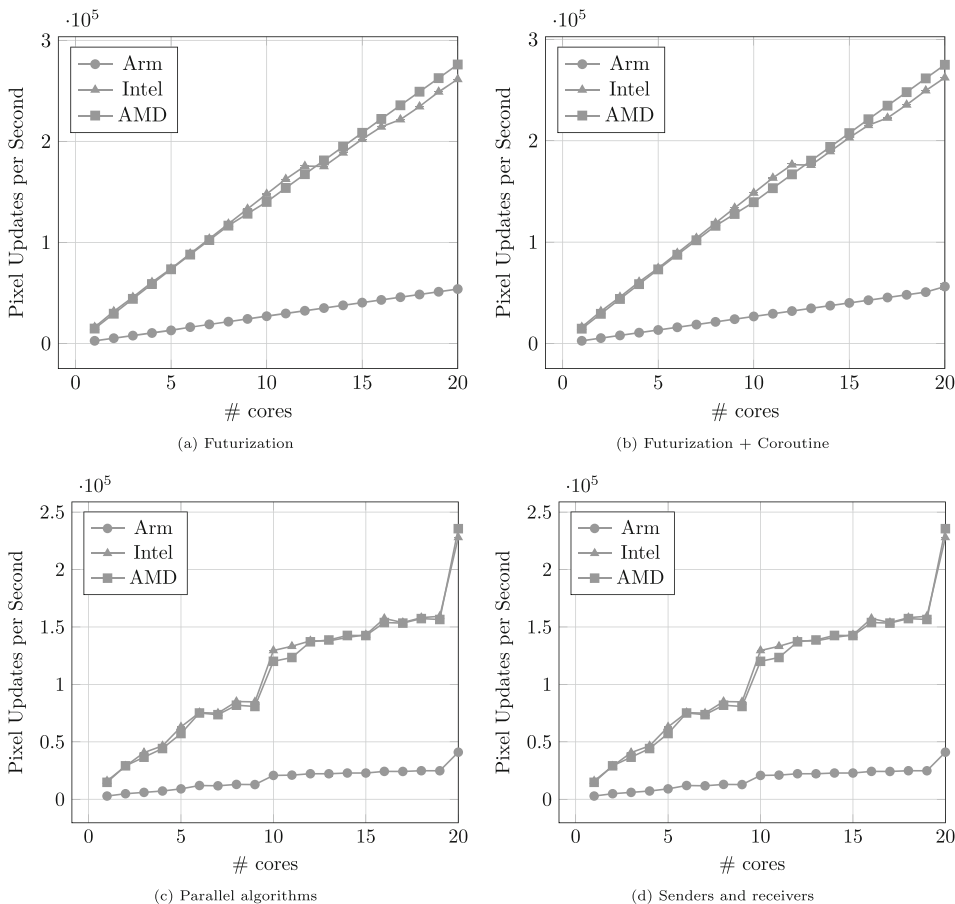 ·10^5
3
2
1
0
Pixel Updates per Second
Arm
Intel
AMD
0 5 10 15 20
# cores
(a) Futurization
·10^5
3
2
1
0
Pixel Updates per Second
Arm
Intel
AMD
0 5 10 15 20
# cores
(b) Futurization + Coroutine
·10^5
2.5
2
1.5
1
0.5
0
Pixel Updates per Second
Arm
Intel
AMD
0 5 10 15 20
# cores
(c) Parallel algorithms
·10^5
2.5
2
1.5
1
0.5
0
Pixel Updates per Second
Arm
Intel
AMD
0 5 10 15 20
# cores
(d) Senders and receivers